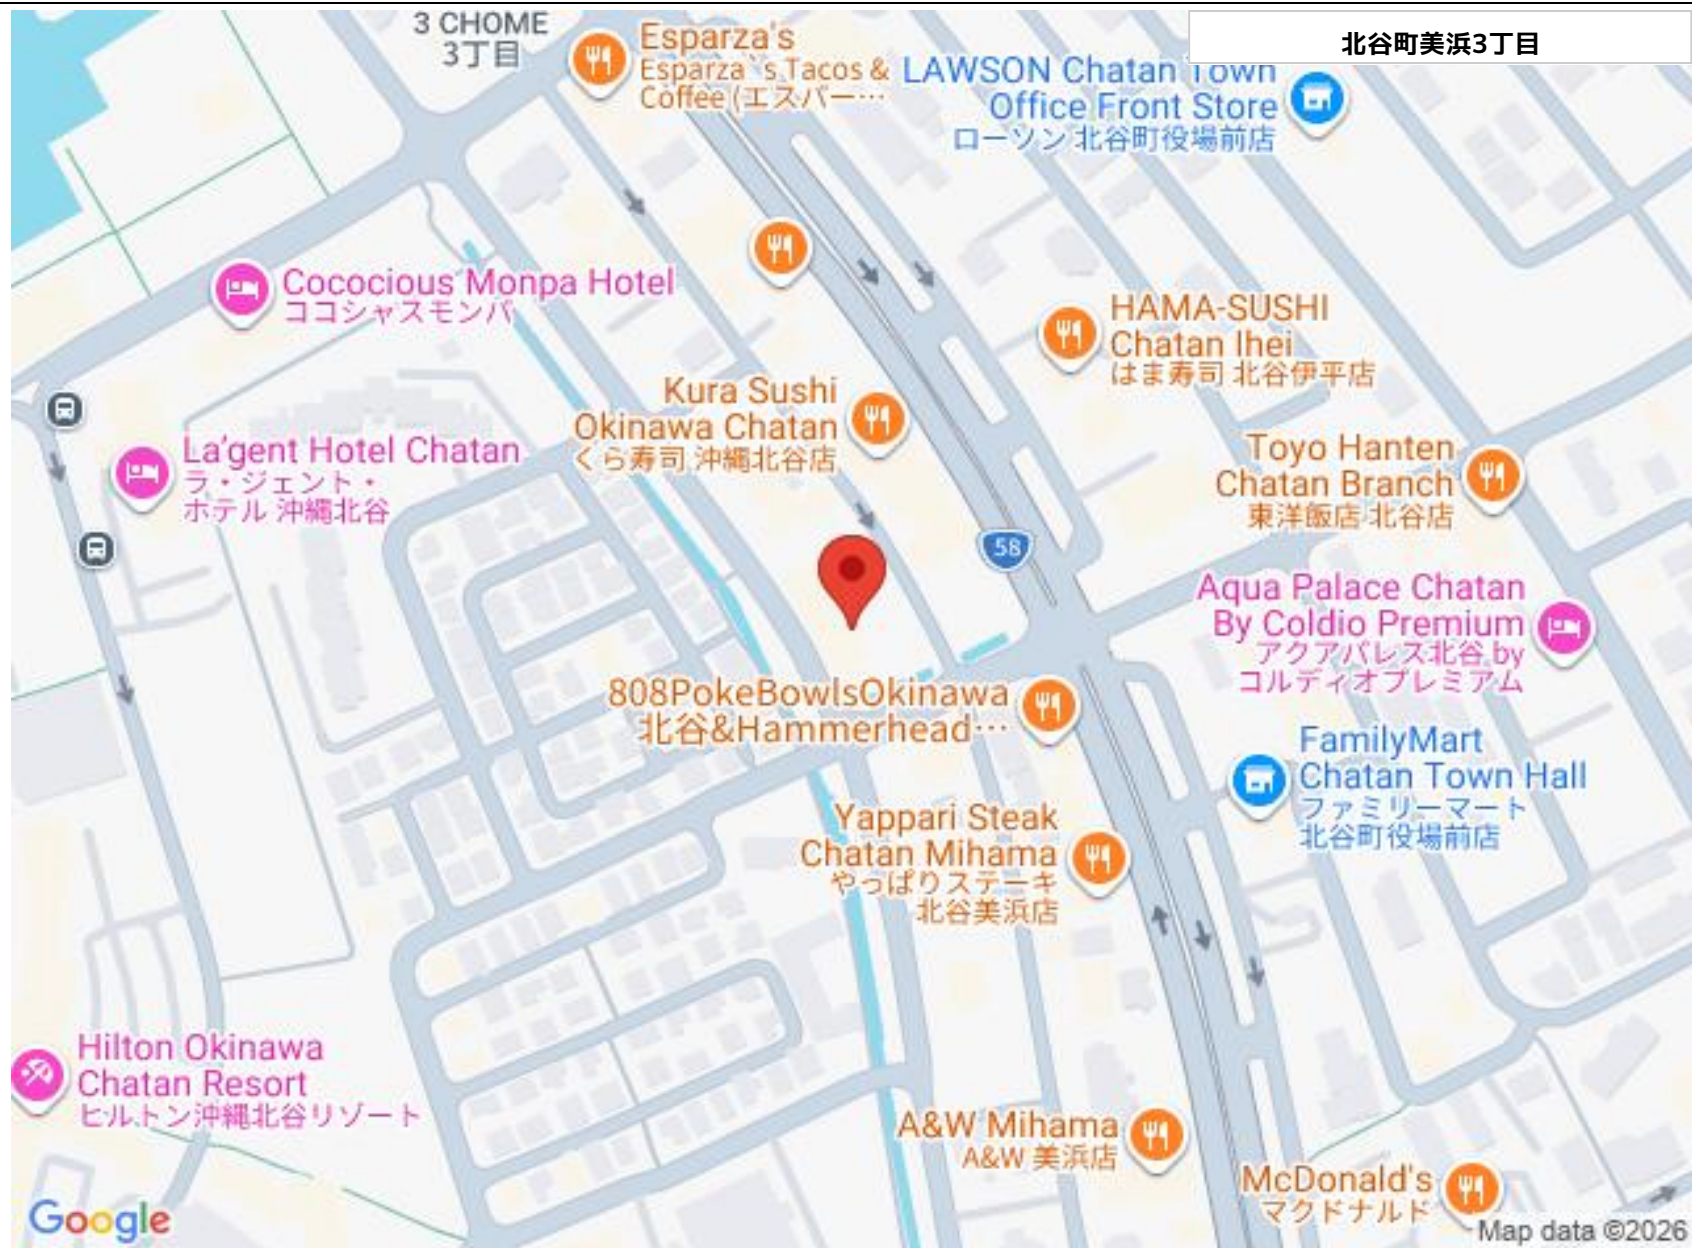 北谷町美浜3丁目
3 CHOME
3丁目
Esparza's
Esparza`s Tacos &
Coffee (エスパー…
LAWSON Chatan Town
Office Front Store
ローソン 北谷町役場前店
Cococious Monpa Hotel
ココシャスモンパ
HAMA-SUSHI
Chatan Ihei
はま寿司 北谷伊平店
Kura Sushi
Okinawa Chatan
くら寿司 沖縄北谷店
La'gent Hotel Chatan
ラ・ジェント・
ホテル 沖縄北谷
Toyo Hanten
Chatan Branch
東洋飯店 北谷店
58
Aqua Palace Chatan
By Coldio Premium
アクアパレス北谷 by
コルディオプレミアム
808PokeBowlsOkinawa
北谷&Hammerhead…
FamilyMart
Chatan Town Hall
ファミリーマート
北谷町役場前店
Yappari Steak
Chatan Mihama
やっぱりステーキ
北谷美浜店
Hilton Okinawa
Chatan Resort
ヒルトン沖縄北谷リゾート
A&W Mihama
A&W 美浜店
McDonald's
マクドナルド
Google
Map data ©2026